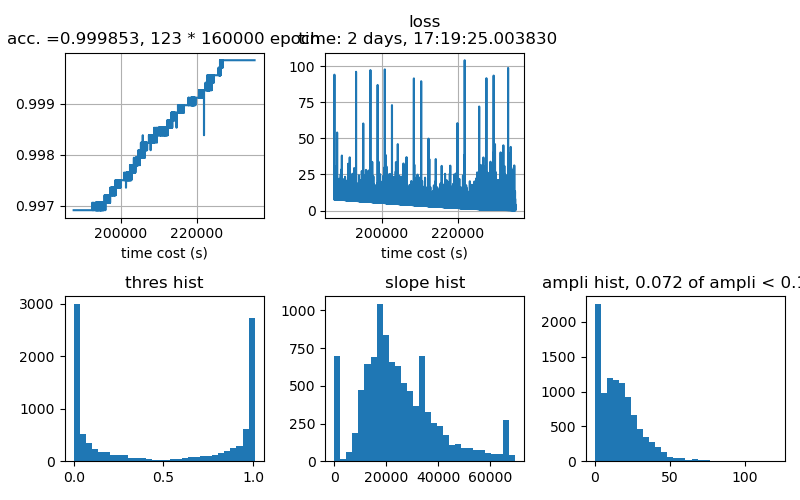 acc. =0.999853, 123 * 160000 epoch
loss
time: 2 days, 17:19:25.003830
0.999
0.998
0.997
200000 220000
time cost (s)
100
75
50
25
0
200000 220000
time cost (s)
thres hist
3000
2000
1000
0
0.0 0.5 1.0
slope hist
1000
750
500
250
0
0 20000 40000 60000
ampli hist, 0.072 of ampli < 0.1
2000
1500
1000
500
0
0 50 100